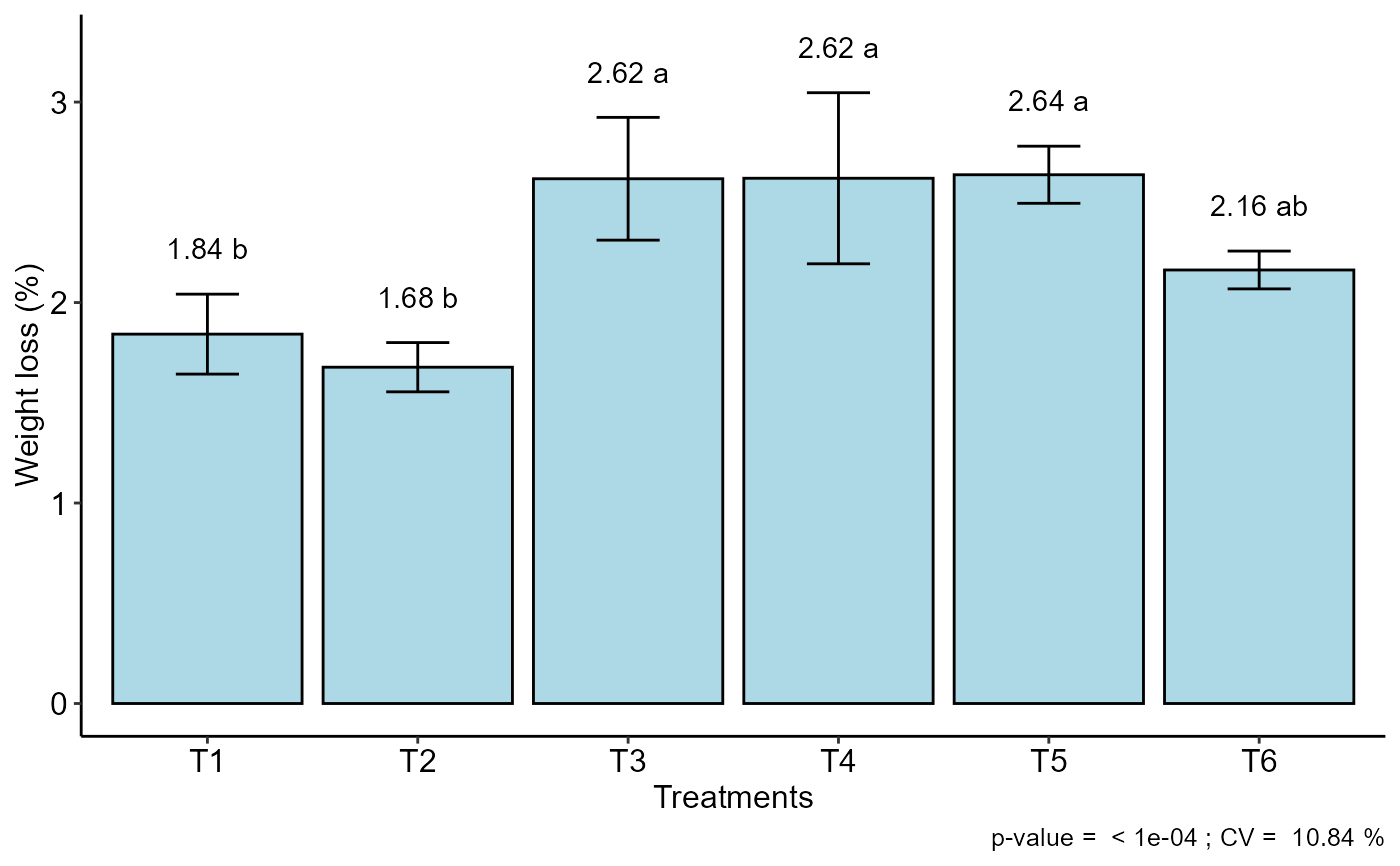 2.62 a
2.62 a
2.64 a
2.16 ab
1.84 b
1.68 b
3
2
1
0
Weight loss (%)
T1 T2 T3 T4 T5 T6
Treatments
p-value =  < 1e-04 ; CV =  10.84 %